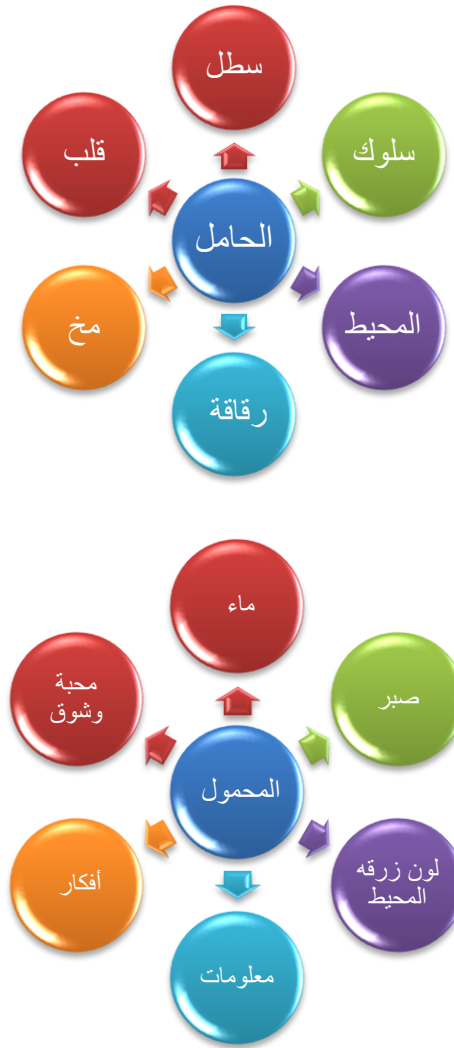 سطل
سلوك
قلب
الحامل
المحيط
مخ
رقاقة
ماء
صبر
محبة
وشوق
المحمول
لون زرقه
المحيط
أفكار
معلومات